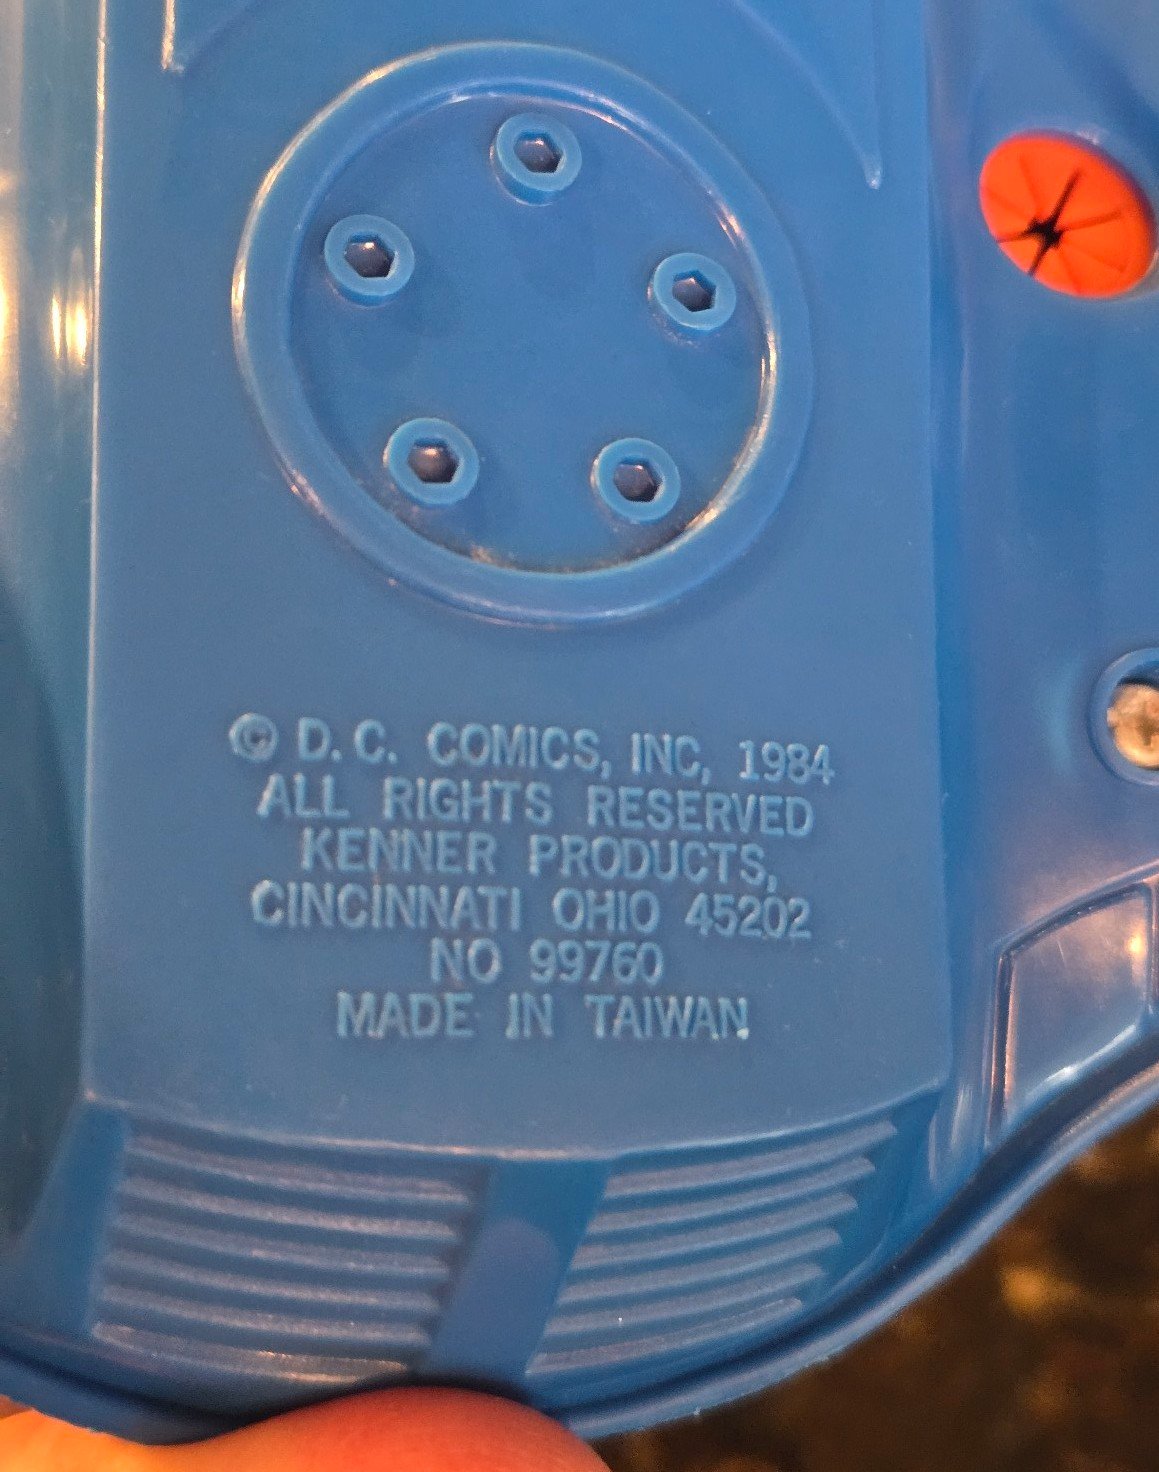 © D.C. COMICS, INC, 1984
ALL RIGHTS RESERVED
KENNER PRODUCTS,
CINCINNATI OHIO 45202
NO 99760
MADE IN TAIWAN